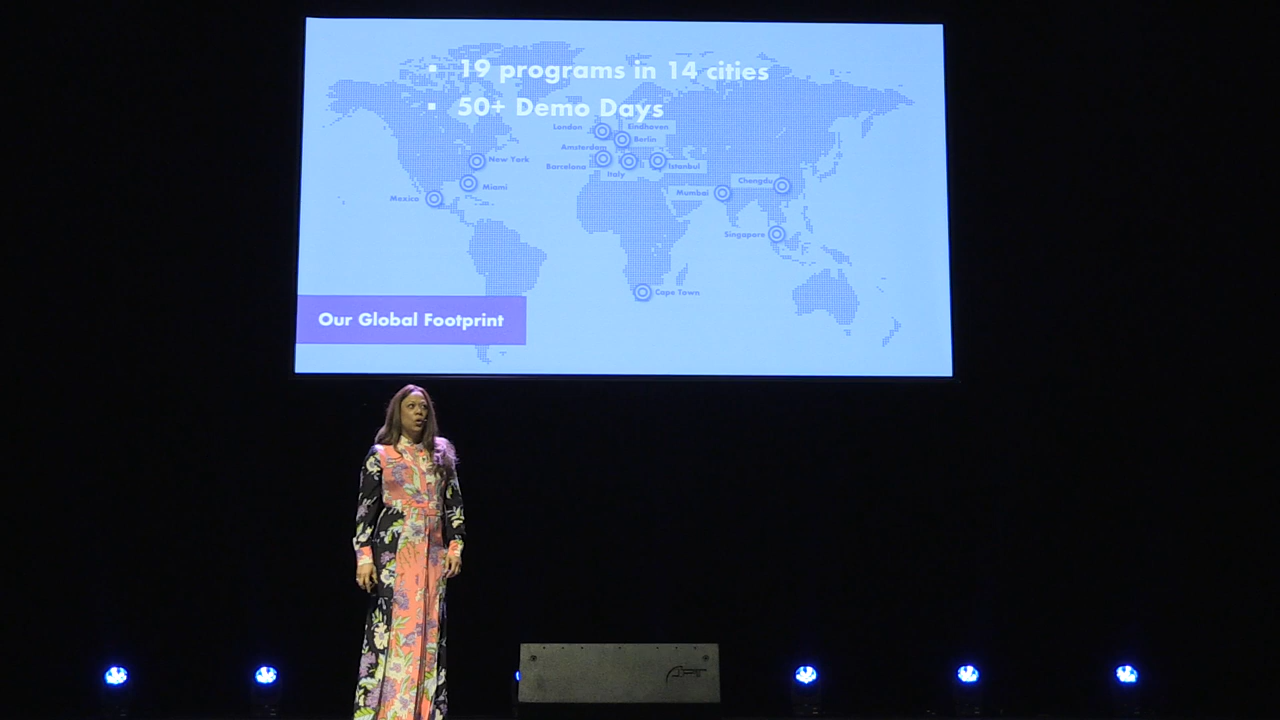 ▪ 19 programs in 14 cities
▪ 50+ Demo Days
London
Eindhoven
Berlin
Amsterdam
Barcelona
Italy
Istanbul
New York
Miami
Mexico
Mumbai
Chengdu
Singapore
Cape Town
Our Global Footprint